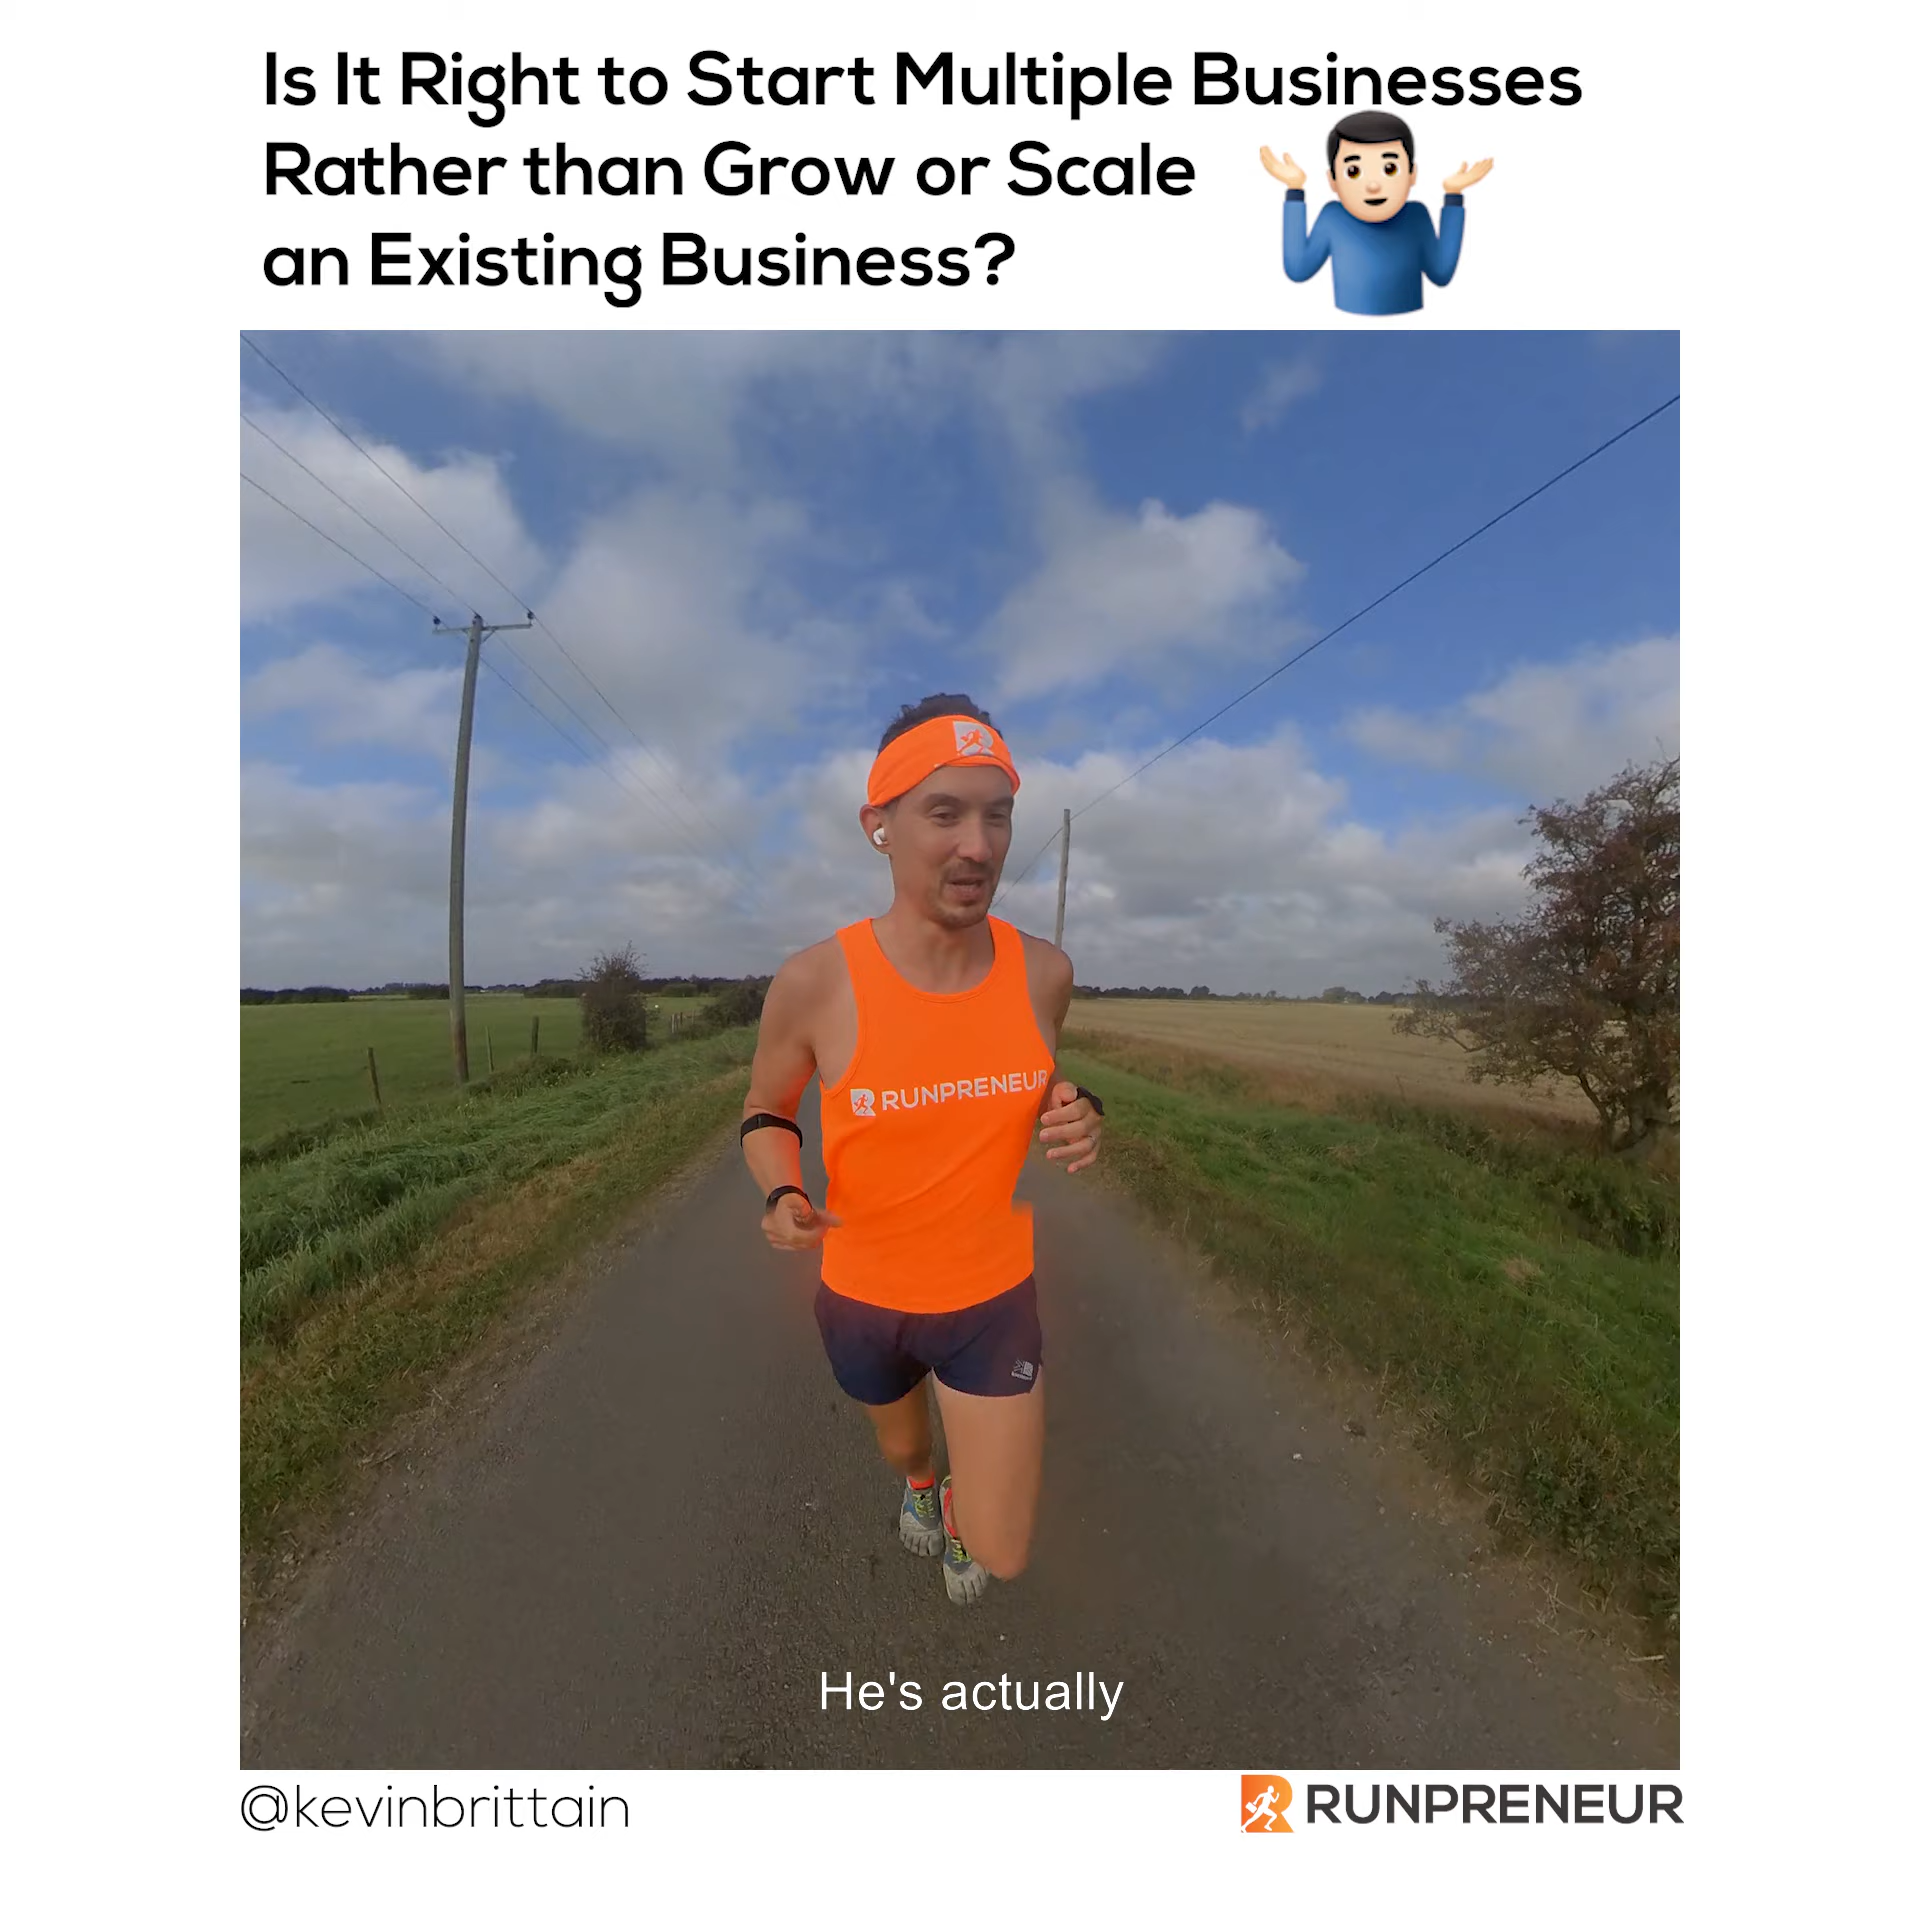 Is It Right to Start Multiple Businesses
Rather than Grow or Scale
an Existing Business?
RUNPRENEUR
He's actually
@kevinbrittain
RUNPRENEUR